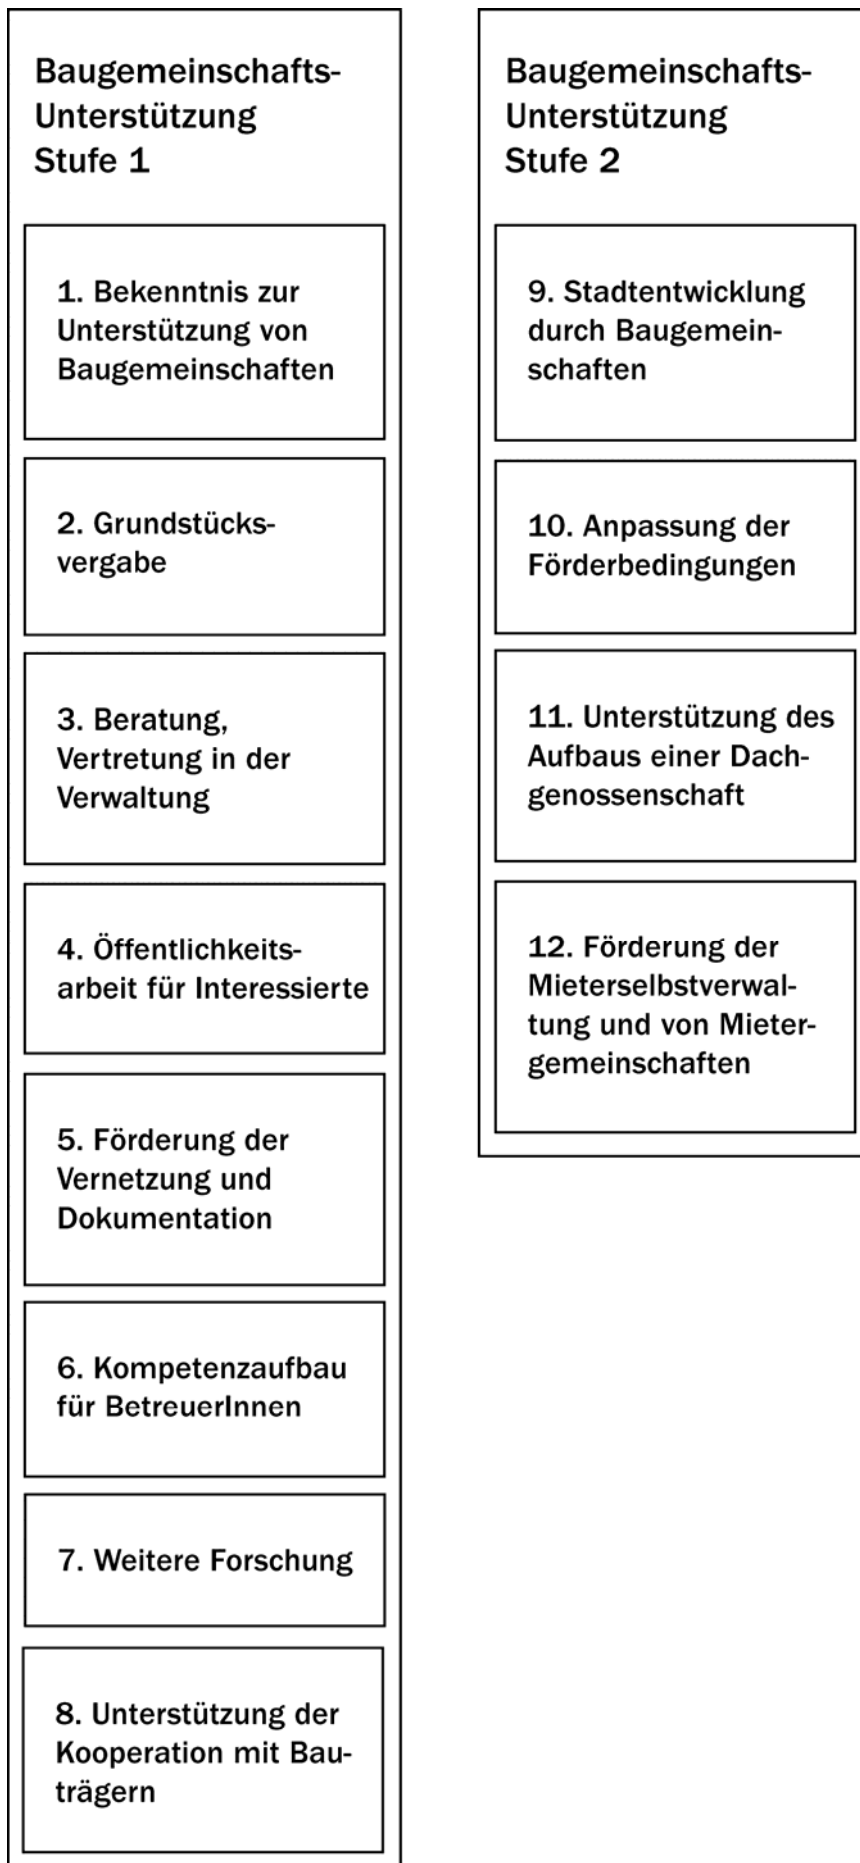 Baugemeinschafts-
Unterstützung
Stufe 1
1. Bekenntnis zur
Unterstützung von
Baugemeinschaften
2. Grundstücks-
vergabe
3. Beratung,
Vertretung in der
Verwaltung
4. Öffentlichkeits-
arbeit für Interessierte
5. Förderung der
Vernetzung und
Dokumentation
6. Kompetenzaufbau
für BetreuerInnen
7. Weitere Forschung
8. Unterstützung der
Kooperation mit Bau-
trägern
Baugemeinschafts-
Unterstützung
Stufe 2
9. Stadtentwicklung
durch Baugemein-
schaften
10. Anpassung der
Förderbedingungen
11. Unterstützung des
Aufbaus einer Dach-
genossenschaft
12. Förderung der
Mieterselbstverwal-
tung und von Mieter-
gemeinschaften